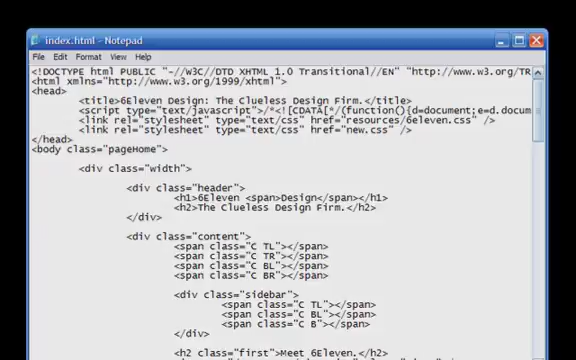 index.html - Notepad
File Edit Format View Help
<!DOCTYPE html PUBLIC "-//W3C//DTD XHTML 1.0 Transitional//EN" "http://www.w3.org/TR
<html xmlns="http://www.w3.org/1999/xhtml">
<head>
<title>6Eleven Design: The Clueless Design Firm.</title>
<script type="text/javascript">/*<![CDATA[*/(function(){d=document;e=d.docum
<link rel="stylesheet" type="text/css" href="resources/6eleven.css" />
<link rel="stylesheet" type="text/css" href="new.css" />
</head>
<body class="pageHome">
<div class="width">
<div class="header">
<h1>6Eleven <span>Design</span></h1>
<h2>The Clueless Design Firm.</h2>
</div>
<div class="content">
<span class="C TL"></span>
<span class="C TR"></span>
<span class="C BL"></span>
<span class="C BR"></span>
<div class="sidebar">
<span class="C TL"></span>
<span class="C BL"></span>
<span class="C B"></span>
</div>
<h2 class="first">Meet 6Eleven.</h2>